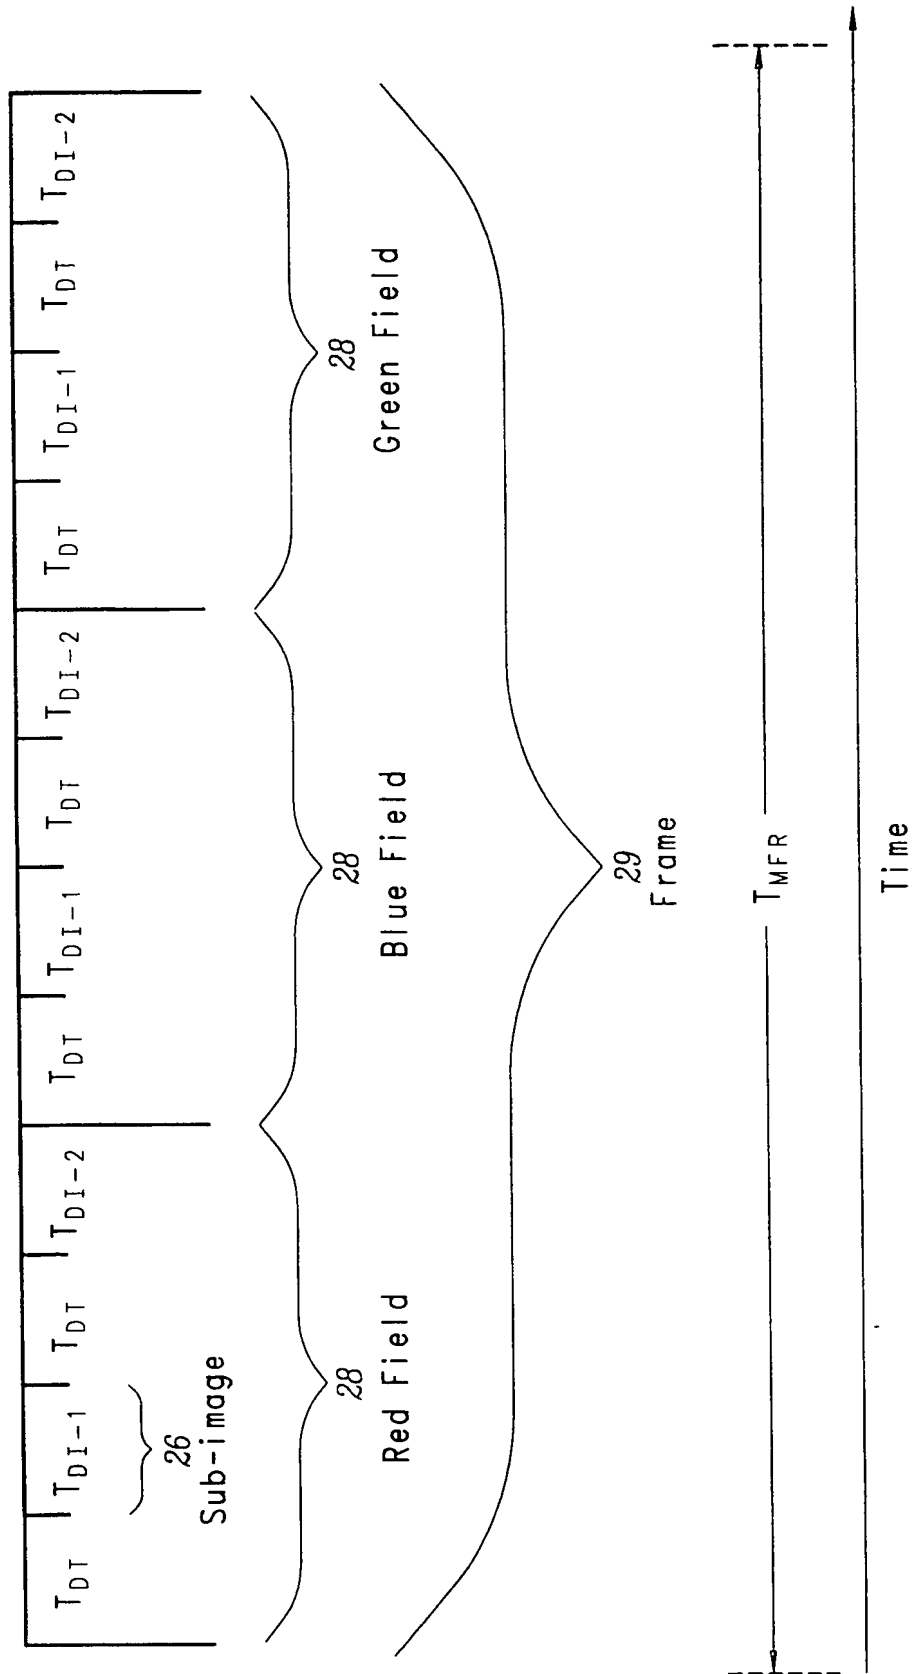 T_DT T_DI-1 T_DT T_DI-2 T_DT T_DI-1 T_DT T_DI-2 T_DT T_DI-1 T_DT T_DI-2
26
Sub-image
28 28 28
Red Field Blue Field Green Field
29
Frame
T_MFR
Time